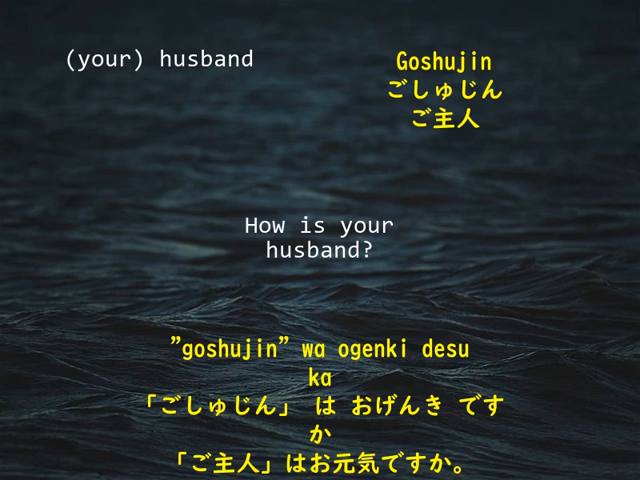 (your) husband
Goshujin
ごしゅじん
ご主人
How is your
husband?
”goshujin” wa ogenki desu
ka
「ごしゅじん」 は おげんき です
か
「ご主人」はお元気ですか。